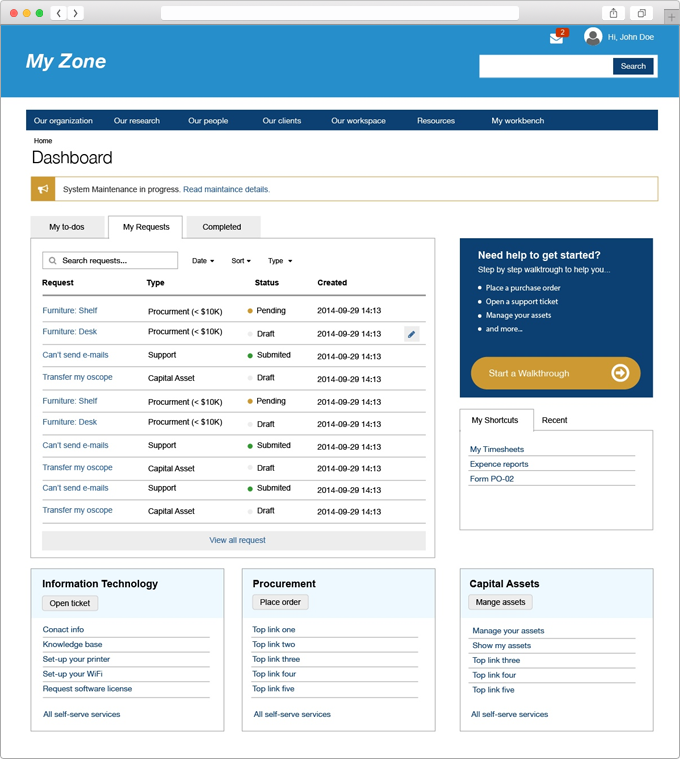 2
Hi, John Doe
My Zone
Search
Our organization Our research Our people Our clients Our workspace Resources My workbench
Home
Dashboard
System Maintenance in progress. Read maintaince details.
My to-dos My Requests Completed
Search requests... Date Sort Type
Request Type Status Created
Furniture: Shelf Procurment (< $10K) Pending 2014-09-29 14:13
Furniture: Desk Procurment (< $10K) Draft 2014-09-29 14:13
Can't send e-mails Support Submited 2014-09-29 14:13
Transfer my oscope Capital Asset Draft 2014-09-29 14:13
Furniture: Shelf Procurment (< $10K) Pending 2014-09-29 14:13
Furniture: Desk Procurment (< $10K) Draft 2014-09-29 14:13
Can't send e-mails Support Submited 2014-09-29 14:13
Transfer my oscope Capital Asset Draft 2014-09-29 14:13
Can't send e-mails Support Submited 2014-09-29 14:13
Transfer my oscope Capital Asset Draft 2014-09-29 14:13
View all request
Need help to get started?
Step by step walktrough to help you...
Place a purchase order
Open a support ticket
Manage your assets
and more...
Start a Walkthrough
My Shortcuts Recent
My Timesheets
Expence reports
Form PO-02
Information Technology
Open ticket
Conact info
Knowledge base
Set-up your printer
Set-up your WiFi
Request software license
All self-serve services
Procurement
Place order
Top link one
Top link two
Top link three
Top link four
Top link five
All self-serve services
Capital Assets
Mange assets
Manage your assets
Show my assets
Top link three
Top link four
Top link five
All self-serve services